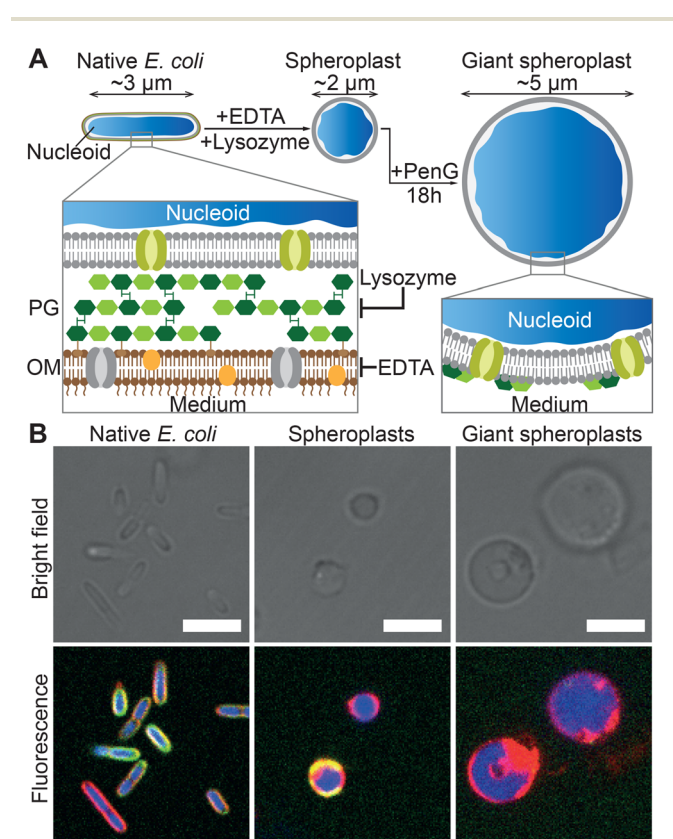 A
Native E. coli
~3 µm
Spheroplast
~2 µm
Giant spheroplast
~5 µm
Nucleoid
+EDTA
+Lysozyme
+PenG
18h
Nucleoid
PG
Lysozyme
OM
EDTA
Medium
Nucleoid
Medium
B
Native E. coli
Spheroplasts
Giant spheroplasts
Bright field
Fluorescence